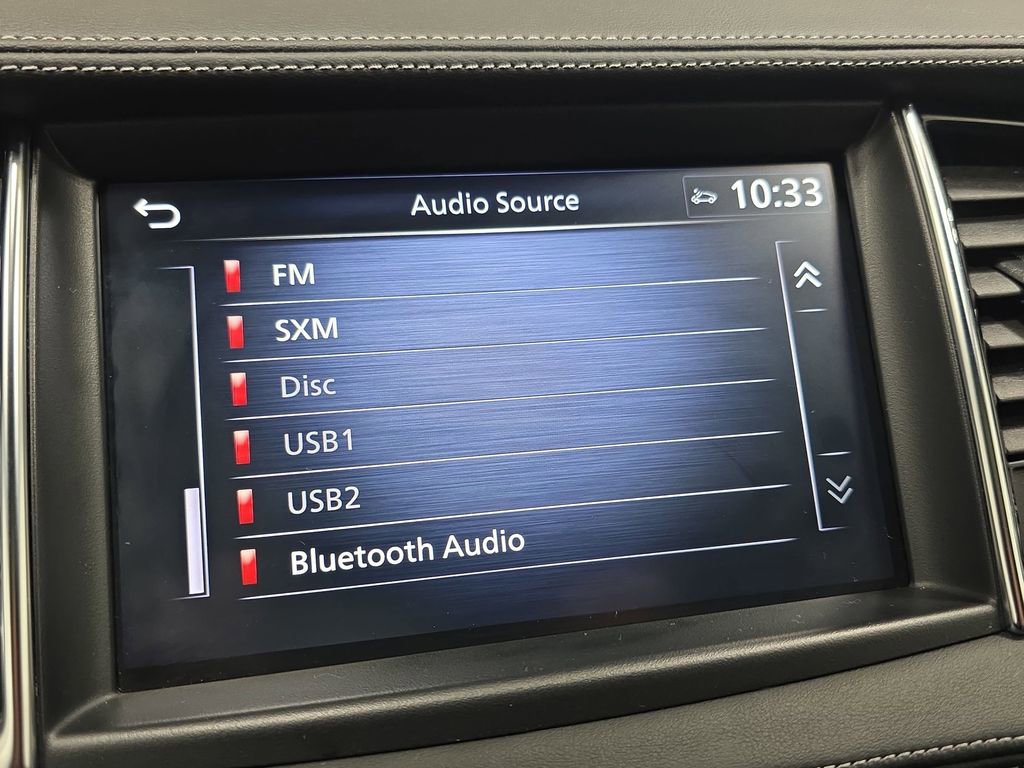 Audio Source
10:33
FM
SXM
Disc
USB1
USB2
Bluetooth Audio